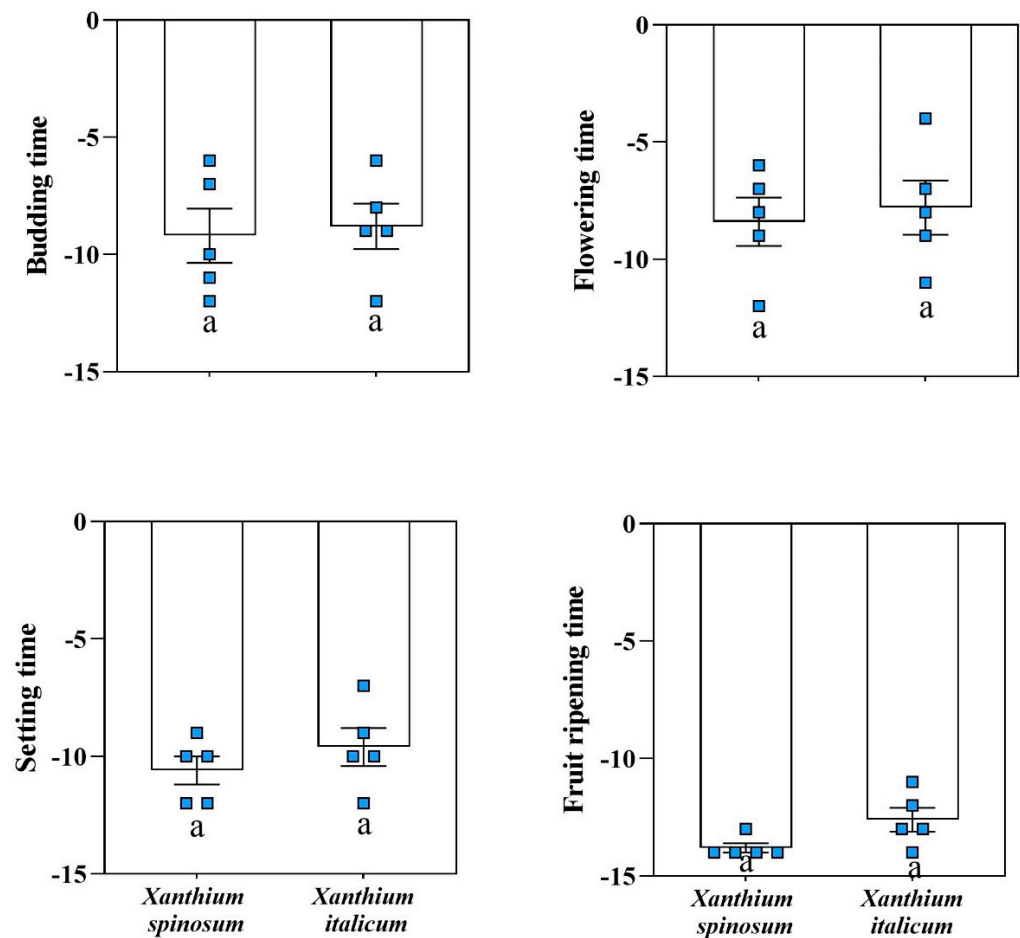 Budding time
0
-5
-10
-15
a
a
Flowering time
0
-5
-10
-15
a
a
Setting time
0
-5
-10
-15
a
a
Xanthium
spinosum
Xanthium
italicum
Fruit ripening time
0
-5
-10
-15
a
a
Xanthium
spinosum
Xanthium
italicum